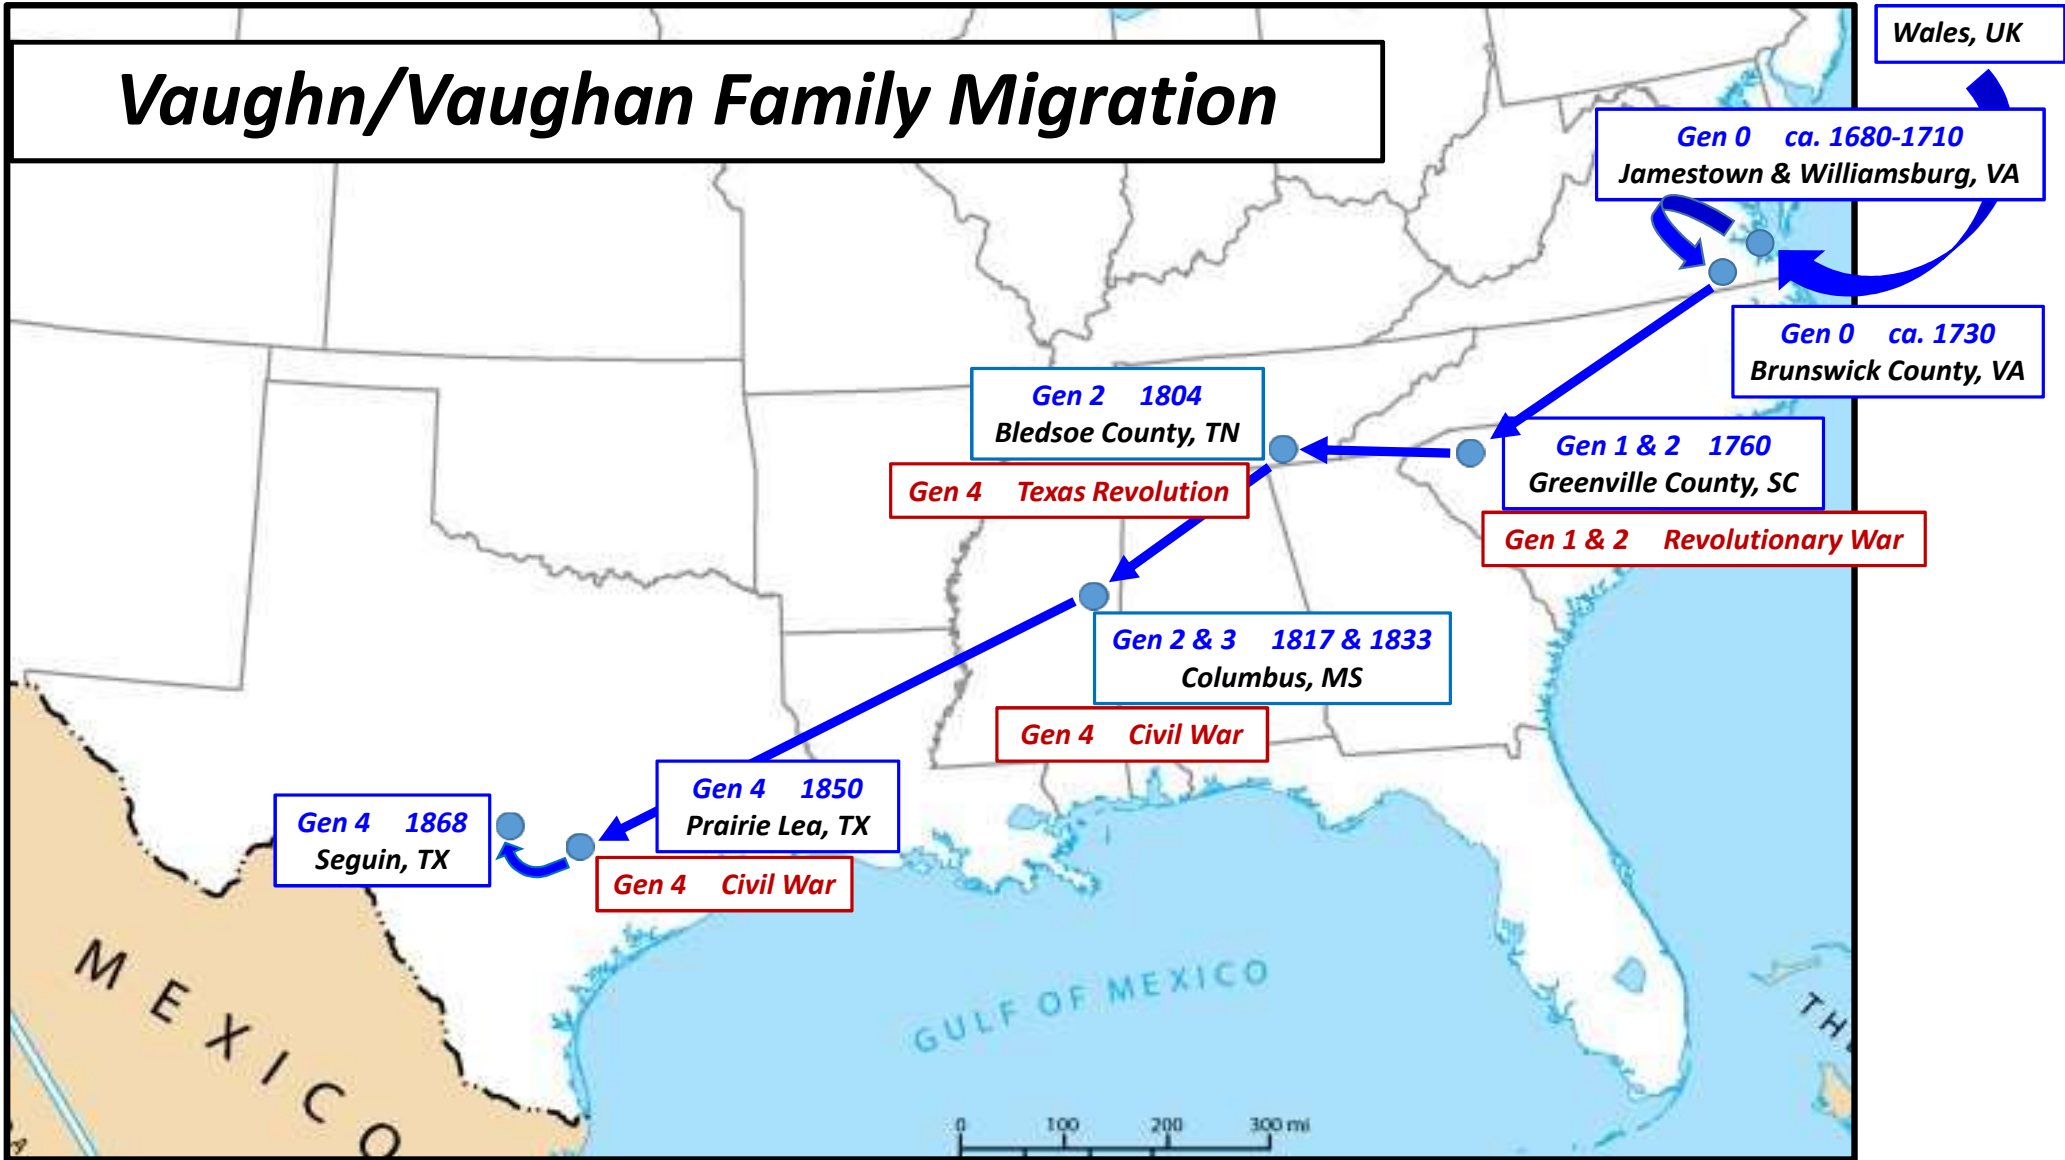 Vaughn/Vaughan Family Migration
Wales, UK
Gen 0 ca. 1680-1710
Jamestown & Williamsburg, VA
Gen 0 ca. 1730
Brunswick County, VA
Gen 2 1804
Bledsoe County, TN
Gen 4 Texas Revolution
Gen 1 & 2 1760
Greenville County, SC
Gen 1 & 2 Revolutionary War
Gen 2 & 3 1817 & 1833
Columbus, MS
Gen 4 Civil War
Gen 4 1850
Prairie Lea, TX
Gen 4 Civil War
Gen 4 1868
Seguin, TX
MEXICO
GULF OF MEXICO
0 100 200 300 mi